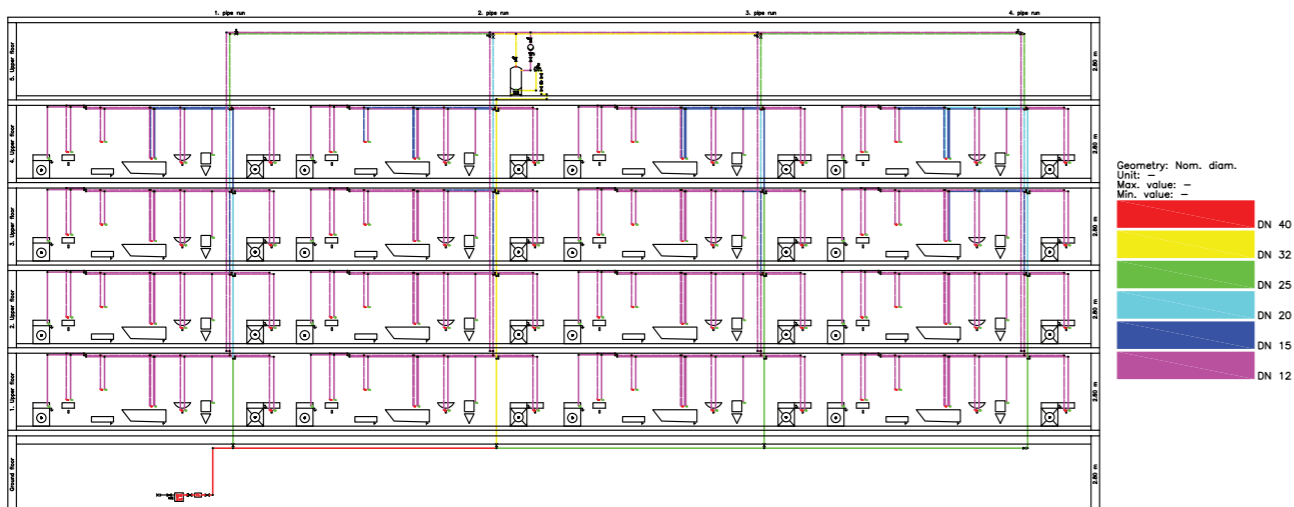 1. pipe run
2. pipe run
3. pipe run
4. pipe run
5. Upper floor
2.80 m
4. Upper floor
2.80 m
3. Upper floor
2.80 m
2. Upper floor
2.80 m
1. Upper floor
2.80 m
Ground floor
2.80 m
Geometry: Nom. diam.
Unit: –
Max. value: –
Min. value: –
DN 40
DN 32
DN 25
DN 20
DN 15
DN 12